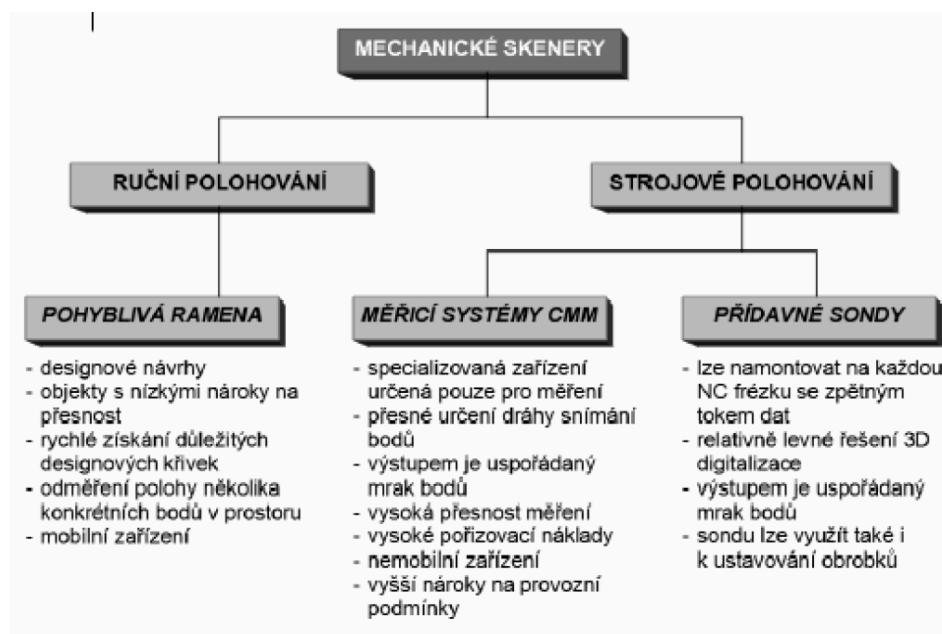 MECHANICKÉ SKENERY
RUČNÍ POLOHOVÁNÍ
STROJOVÉ POLOHOVÁNÍ
POHYBLIVÁ RAMENA
- designové návrhy
- objekty s nízkými nároky na
přesnost
- rychlé získání důležitých
designových křivek
- odměření polohy několika
konkrétních bodů v prostoru
- mobilní zařízení
MĚŘICÍ SYSTÉMY CMM
- specializovaná zařízení
určená pouze pro měření
- přesné určení dráhy snímání
bodů
- výstupem je uspořádaný
mrak bodů
- vysoká přesnost měření
- vysoké pořizovací náklady
- nemobilní zařízení
- vyšší nároky na provozní
podmínky
PŘÍDAVNÉ SONDY
- lze namontovat na každou
NC frézku se zpětným
tokem dat
- relativně levné řešení 3D
digitalizace
- výstupem je uspořádaný
mrak bodů
- sondu lze využít také i
k ustavování obrobků